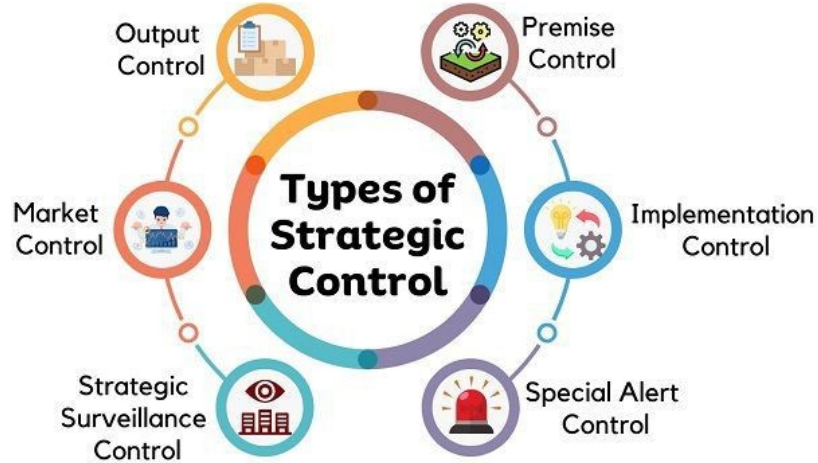 Output
Control
Premise
Control
Market
Control
Types of
Strategic
Control
Implementation
Control
Strategic
Surveillance
Control
Special Alert
Control